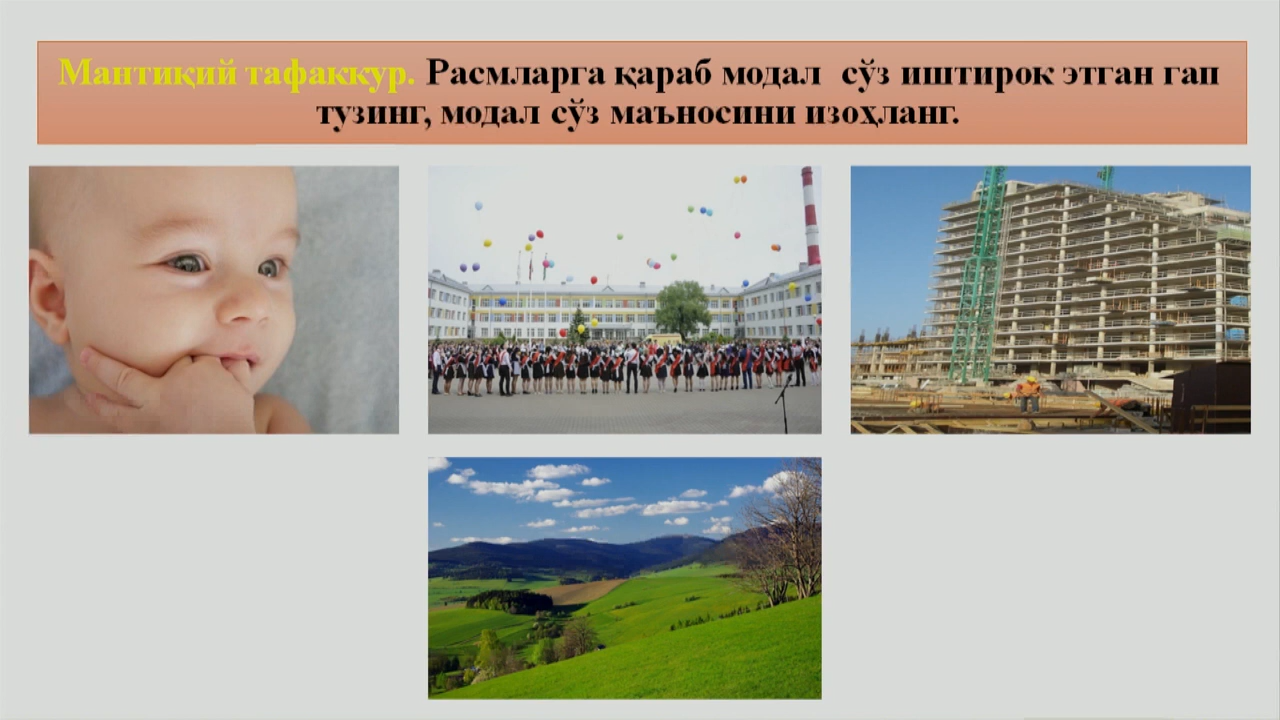 Мантиқий тафаккур. Расмларга қараб модал сўз иштирок этган гап
тузинг, модал сўз маъносини изоҳланг.